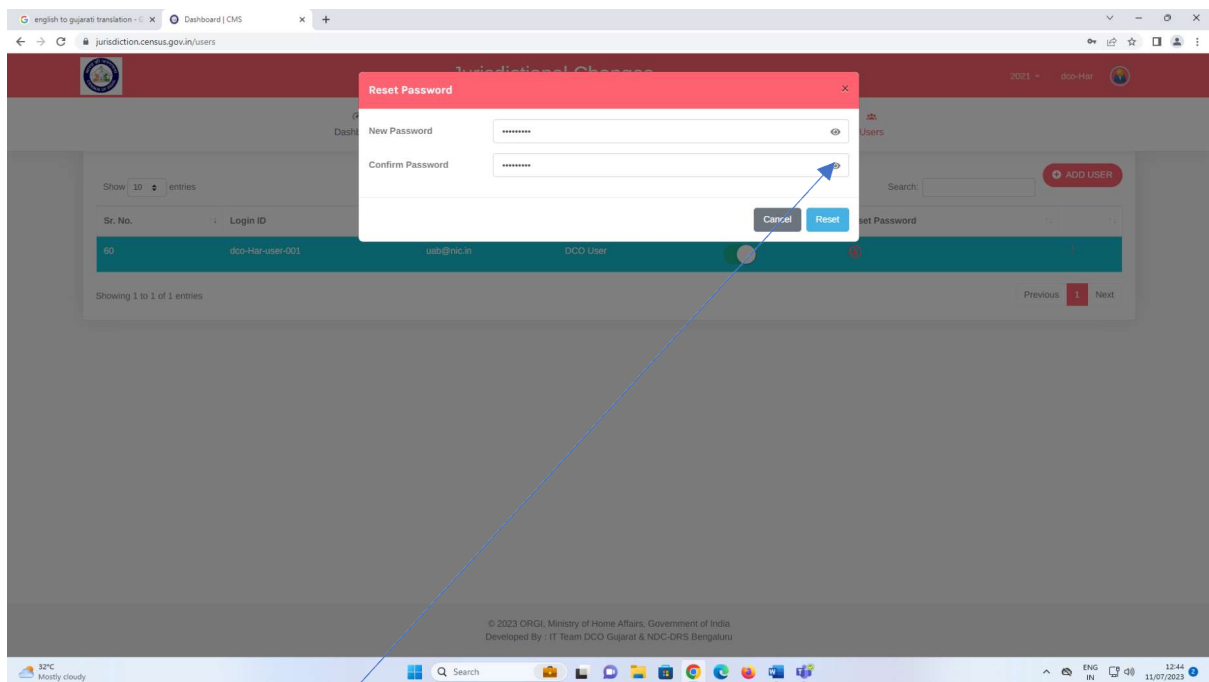 english to gujarati translation - G
Dashboard | CMS
jurisdiction.census.gov.in/users
Jurisdictional Changes
2021
dco-Har
Reset Password
Users
New Password
Confirm Password
Show 10 entries
Search:
ADD USER
Cancel
Reset
Sr. No.
Login ID
set Password
60
dco-Har-user-001
uab@nic.in
DCO User
Showing 1 to 1 of 1 entries
Previous 1 Next
© 2023 ORGI, Ministry of Home Affairs, Government of India
Developed By : IT Team DCO Gujarat & NDC-DRS Bengaluru
32°C
Mostly cloudy
Search
ENG
IN
12:44
11/07/2023
2